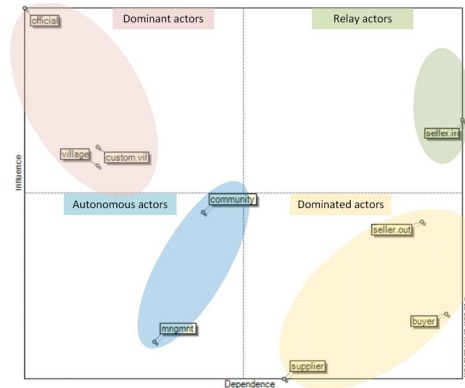 Dominant actors
Relay actors
official
seller.in
village
custom.vil
Influence
Autonomous actors
community
Dominated actors
seller.out
mngmnt
buyer
supplier
Dependence